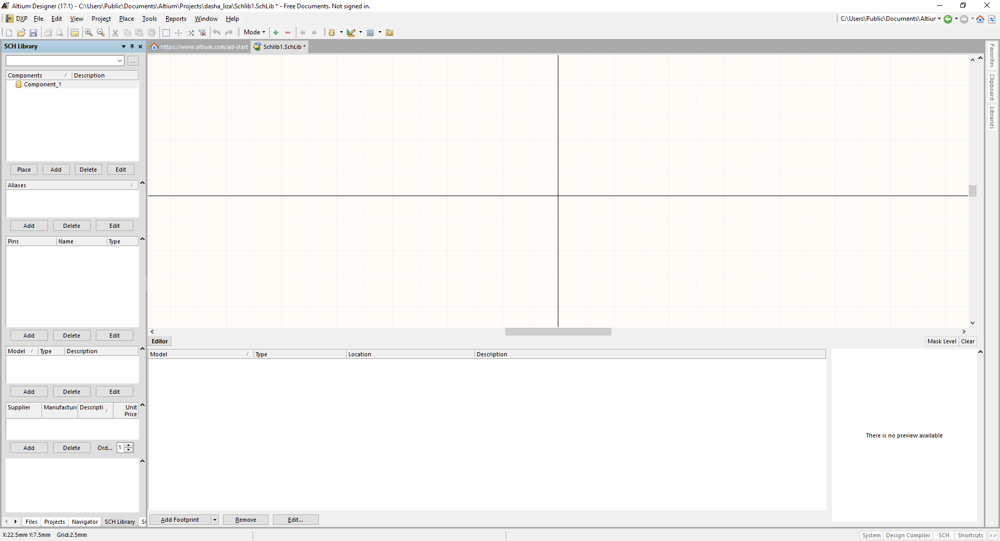 Altium Designer (17.1) - C:\Users\Public\Documents\Altium\Projects\dasha_liza\Schlib1.SchLib * - Free Documents. Not signed in.
DXP File Edit View Project Place Tools Reports Window Help
C:\Users\Public\Documents\Altiur
Mode
SCH Library
https://www.altium.com/ad-start
Schlib1.SchLib *
...
Components Description
Component_1
Place Add Delete Edit
Aliases
Add Delete Edit
Pins Name Type
Add Delete Edit
Model Type Description
Add Delete Edit
Supplier Manufacture Descripti Unit
Price
Add Delete Ord... 1
Files Projects Navigator SCH Library S
Editor
Mask Level Clear
Model Type Location Description
There is no preview available
Add Footprint Remove Edit...
Favorites
Clipboard
Libraries
X:22.5mm Y:7.5mm Grid:2.5mm
System Design Compiler SCH Shortcuts >>